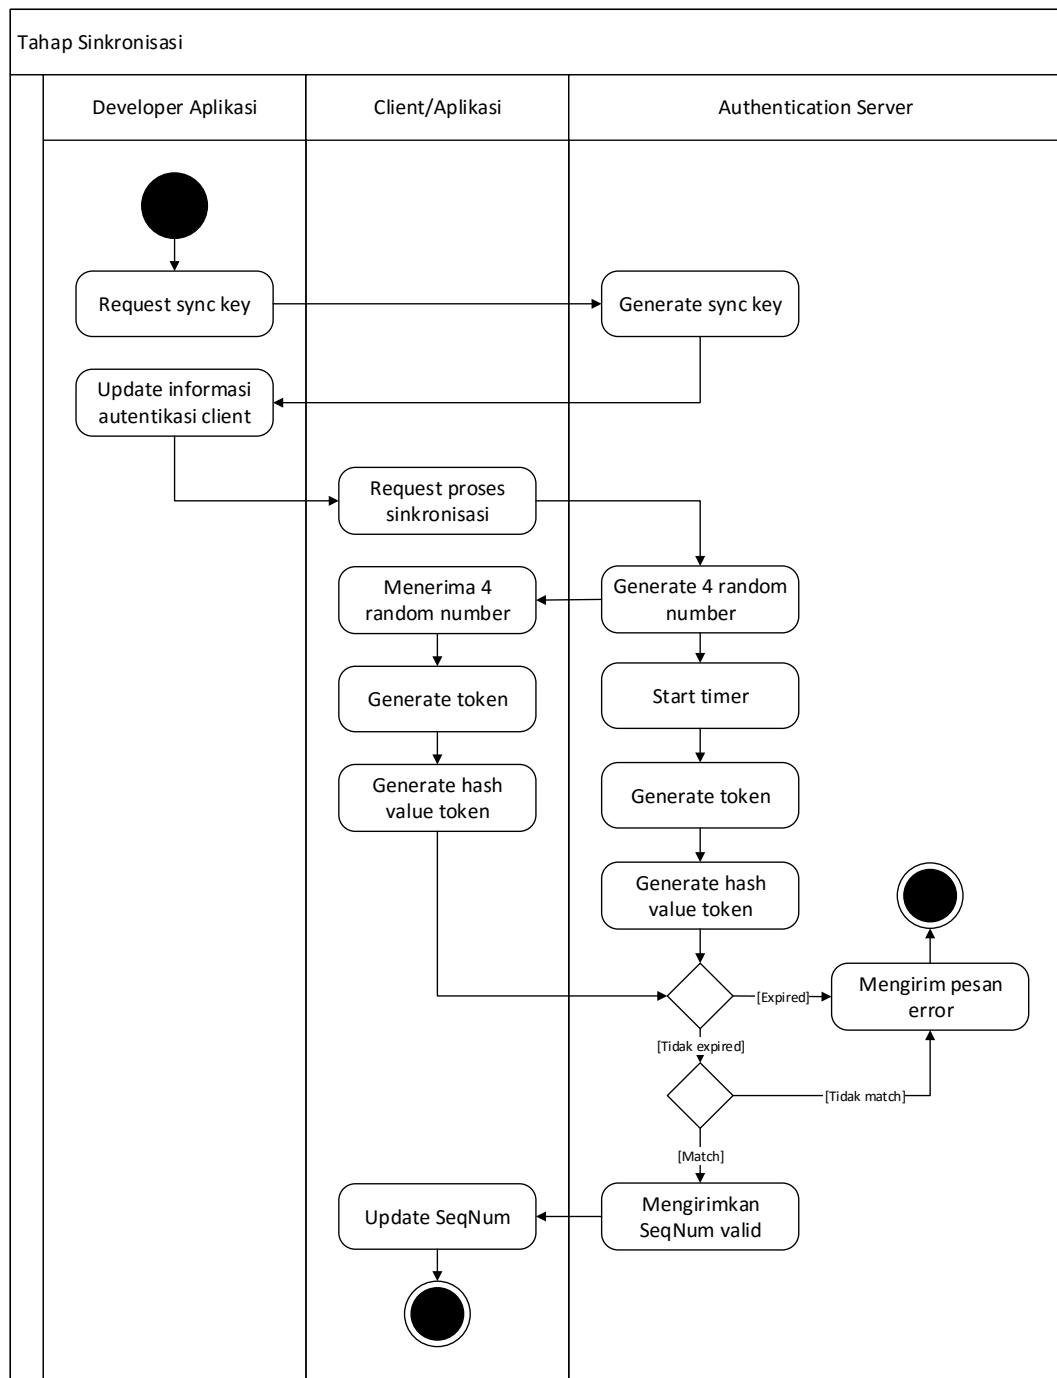 Tahap Sinkronisasi
Developer Aplikasi
Client/Aplikasi
Authentication Server
Request sync key
Generate sync key
Update informasi
autentikasi client
Request proses
sinkronisasi
Menerima 4
random number
Generate 4 random
number
Generate token
Start timer
Generate hash
value token
Generate token
Generate hash
value token
[Expired]
Mengirim pesan
error
[Tidak expired]
[Tidak match]
[Match]
Update SeqNum
Mengirimkan
SeqNum valid